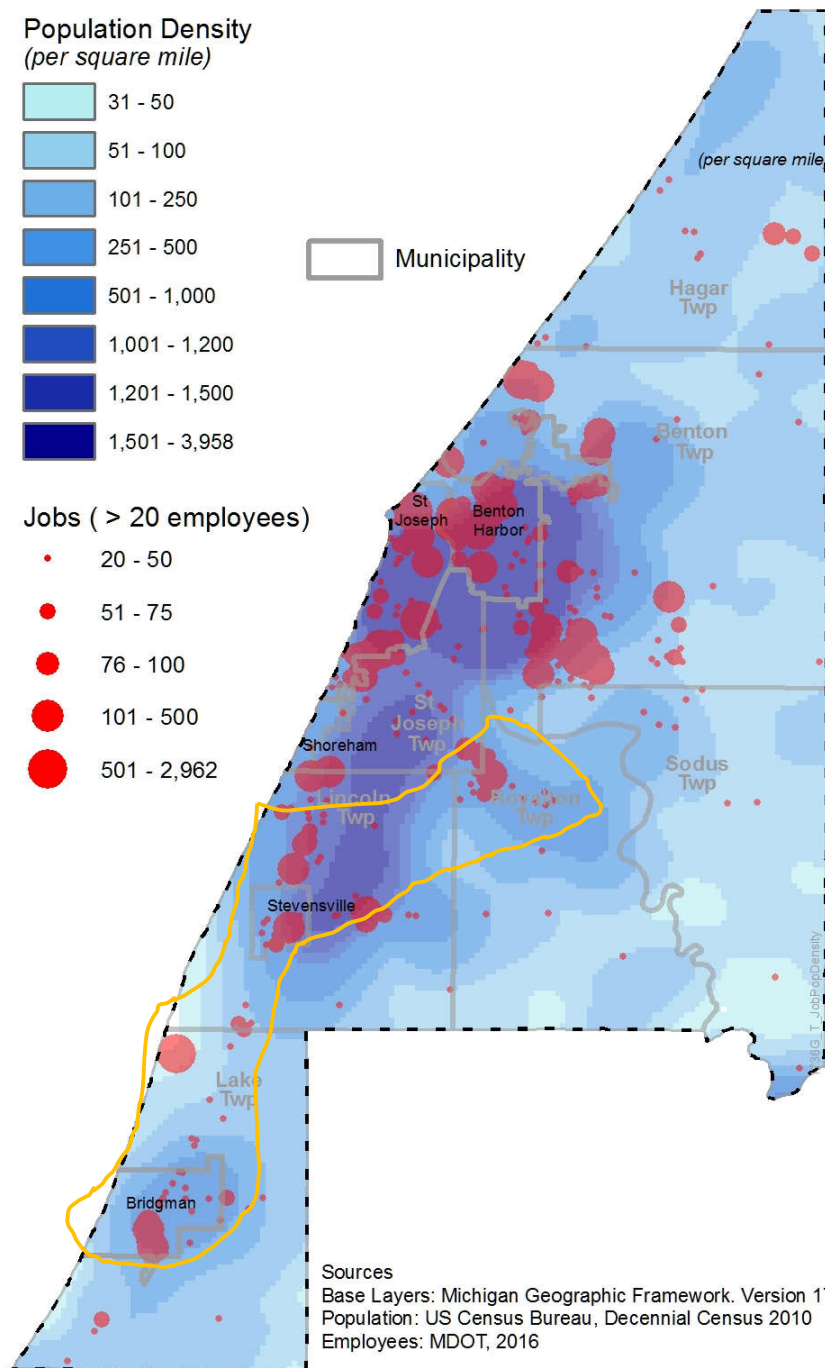 Population Density
(per square mile)
31 - 50
51 - 100
101 - 250
251 - 500
501 - 1,000
1,001 - 1,200
1,201 - 1,500
1,501 - 3,958
Municipality
Jobs ( > 20 employees)
20 - 50
51 - 75
76 - 100
101 - 500
501 - 2,962
(per square mile
Hagar
Twp
Benton
Twp
St
Joseph
Benton
Harbor
St
Joseph
Twp
Shoreham
Lincoln
Twp
Royalton
Twp
Sodus
Twp
Stevensville
Lake
Twp
Bridgman
JobPopDensity
Sources
Base Layers: Michigan Geographic Framework. Version 1
Population: US Census Bureau, Decennial Census 2010
Employees: MDOT, 2016